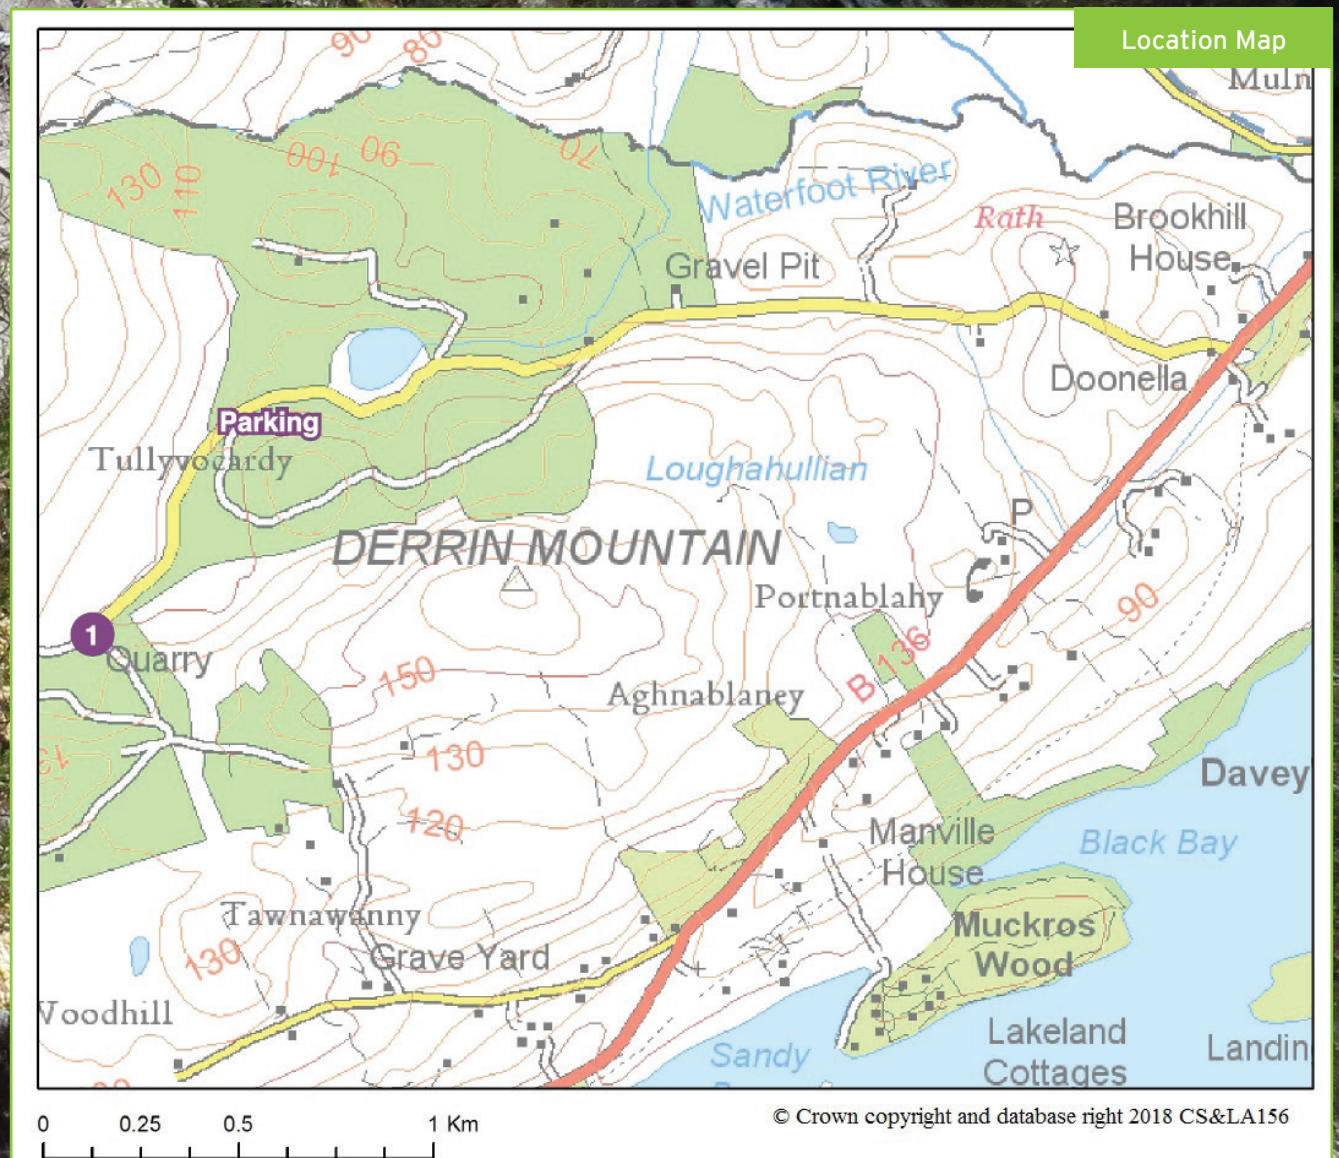 Location Map
90
80
Muln
130
110
100
90
70
Waterfoot River
Rath
Brookhill
House
Gravel Pit
Doonella
Parking
Tullyvocardy
Loughahullian
DERRIN MOUNTAIN
P
Portnablahy
90
1
Quarry
150
Aghnablaney
B 136
130
13
120
Davey
Manville
House
Black Bay
Tawnawanny
130
Grave Yard
Muckros
Wood
Voodhill
Sandy
Lakeland
Cottages
Landin
0 0.25 0.5 1 Km
© Crown copyright and database right 2018 CS&LA156